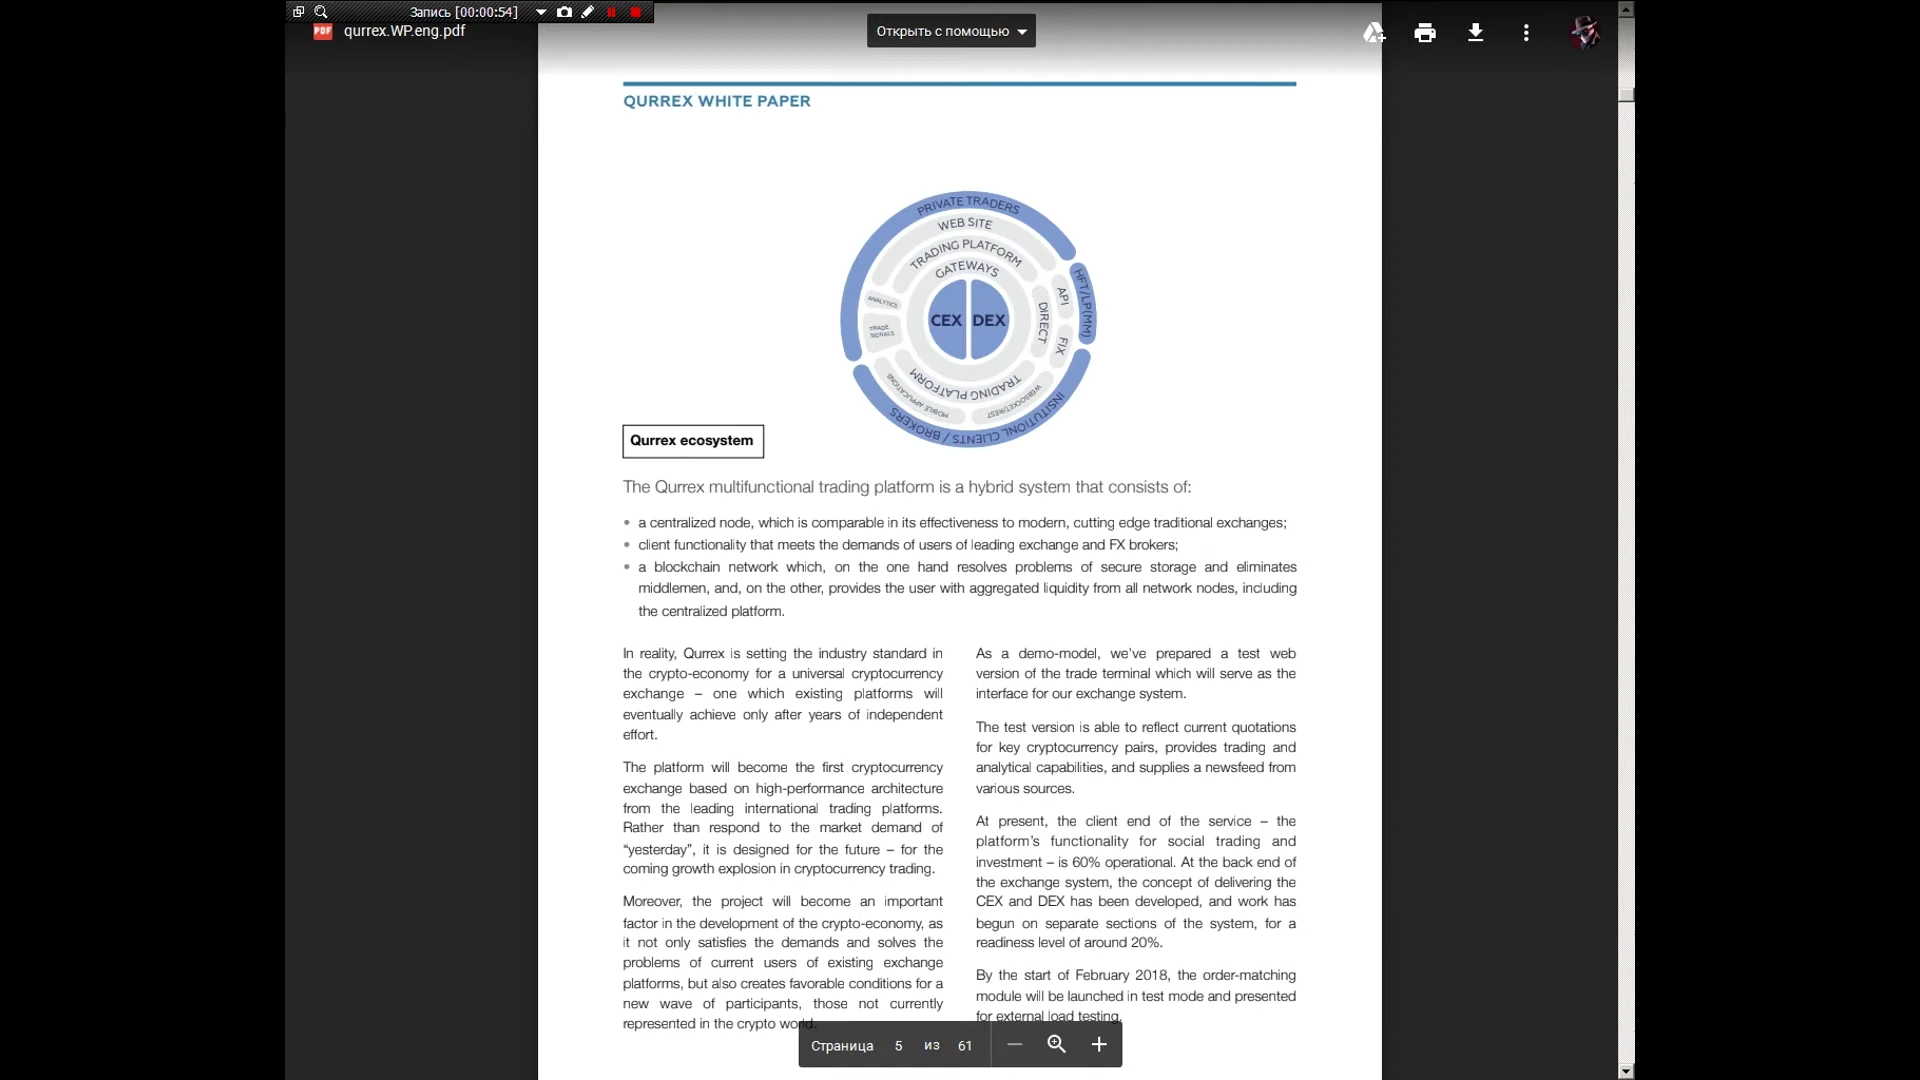 Запись [00:00:54]
PDF qurrex.WP.eng.pdf
Открыть с помощью
QURREX WHITE PAPER
PRIVATE TRADERS
WEB SITE
TRADING PLATFORM
GATEWAYS
HFT/LP(MM)
API
ANALYTICS
DIRECT
CEX DEX
TRADE
SIGNALS
FIX
TRADING PLATFORM
MOBILE APPLICATIONS
WEBSOCKET/REST
INSITUTIONL CLIENTS / BROKERS
Qurrex ecosystem
The Qurrex multifunctional trading platform is a hybrid system that consists of:
• a centralized node, which is comparable in its effectiveness to modern, cutting edge traditional exchanges;
• client functionality that meets the demands of users of leading exchange and FX brokers;
• a blockchain network which, on the one hand resolves problems of secure storage and eliminates
middlemen, and, on the other, provides the user with aggregated liquidity from all network nodes, including
the centralized platform.
In reality, Qurrex is setting the industry standard in
the crypto-economy for a universal cryptocurrency
exchange – one which existing platforms will
eventually achieve only after years of independent
effort.
The platform will become the first cryptocurrency
exchange based on high-performance architecture
from the leading international trading platforms.
Rather than respond to the market demand of
“yesterday”, it is designed for the future – for the
coming growth explosion in cryptocurrency trading.
Moreover, the project will become an important
factor in the development of the crypto-economy, as
it not only satisfies the demands and solves the
problems of current users of existing exchange
platforms, but also creates favorable conditions for a
new wave of participants, those not currently
represented in the crypto world.
As a demo-model, we’ve prepared a test web
version of the trade terminal which will serve as the
interface for our exchange system.
The test version is able to reflect current quotations
for key cryptocurrency pairs, provides trading and
analytical capabilities, and supplies a newsfeed from
various sources.
At present, the client end of the service – the
platform’s functionality for social trading and
investment – is 60% operational. At the back end of
the exchange system, the concept of delivering the
CEX and DEX has been developed, and work has
begun on separate sections of the system, for a
readiness level of around 20%.
By the start of February 2018, the order-matching
module will be launched in test mode and presented
for external load testing.
Страница 5 из 61